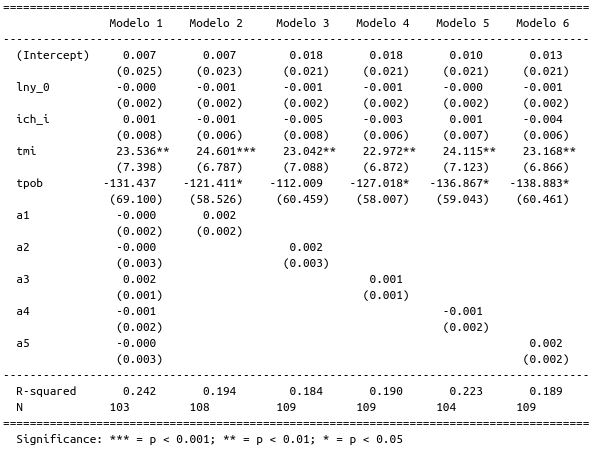 Modelo 1 Modelo 2 Modelo 3 Modelo 4 Modelo 5 Modelo 6
(Intercept) 0.007 0.007 0.018 0.018 0.010 0.013
(0.025) (0.023) (0.021) (0.021) (0.021) (0.021)
lny_0 -0.000 -0.001 -0.001 -0.001 -0.000 -0.001
(0.002) (0.002) (0.002) (0.002) (0.002) (0.002)
ich_i 0.001 -0.001 -0.005 -0.003 0.001 -0.004
(0.008) (0.006) (0.008) (0.006) (0.007) (0.006)
tmi 23.536** 24.601*** 23.042** 22.972** 24.115** 23.168**
(7.398) (6.787) (7.088) (6.872) (7.123) (6.866)
tpob -131.437 -121.411* -112.009 -127.018* -136.867* -138.883*
(69.100) (58.526) (60.459) (58.007) (59.043) (60.461)
a1 -0.000 0.002
(0.002) (0.002)
a2 -0.000 0.002
(0.003) (0.003)
a3 0.002 0.001
(0.001) (0.001)
a4 -0.001 -0.001
(0.002) (0.002)
a5 -0.000 0.002
(0.003) (0.002)
R-squared 0.242 0.194 0.184 0.190 0.223 0.189
N 103 108 109 109 104 109
Significance: *** = p < 0.001; ** = p < 0.01; * = p < 0.05